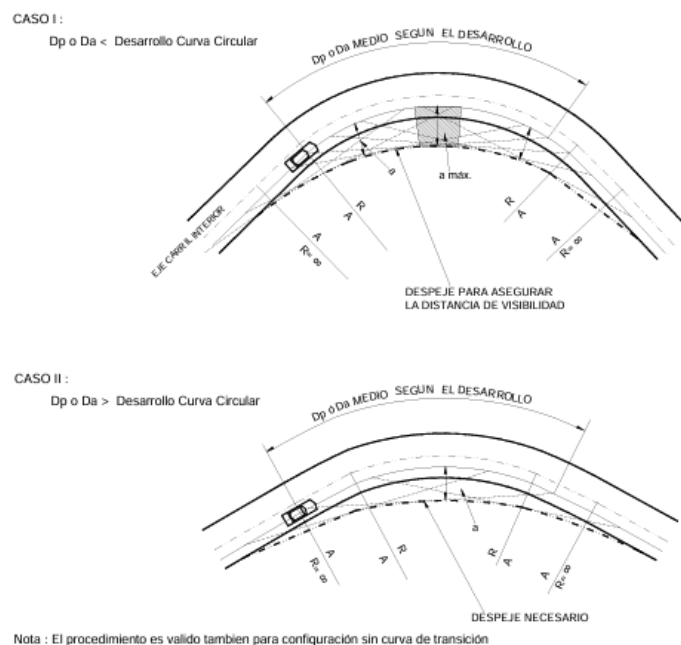 CASO I :
Dp o Da < Desarrollo Curva Circular
Dp o Da MEDIO SEGUN EL DESARROLLO
a
a máx.
R
A
R
A
A
R= ∞
A
R= ∞
EJE CARRIL INTERIOR
DESPEJE PARA ASEGURAR
LA DISTANCIA DE VISIBILIDAD
CASO II :
Dp o Da > Desarrollo Curva Circular
Dp o Da MEDIO SEGUN EL DESARROLLO
a
R
A
R
A
A
R= ∞
A
R= ∞
DESPEJE NECESARIO
Nota : El procedimiento es valido tambien para configuración sin curva de transición